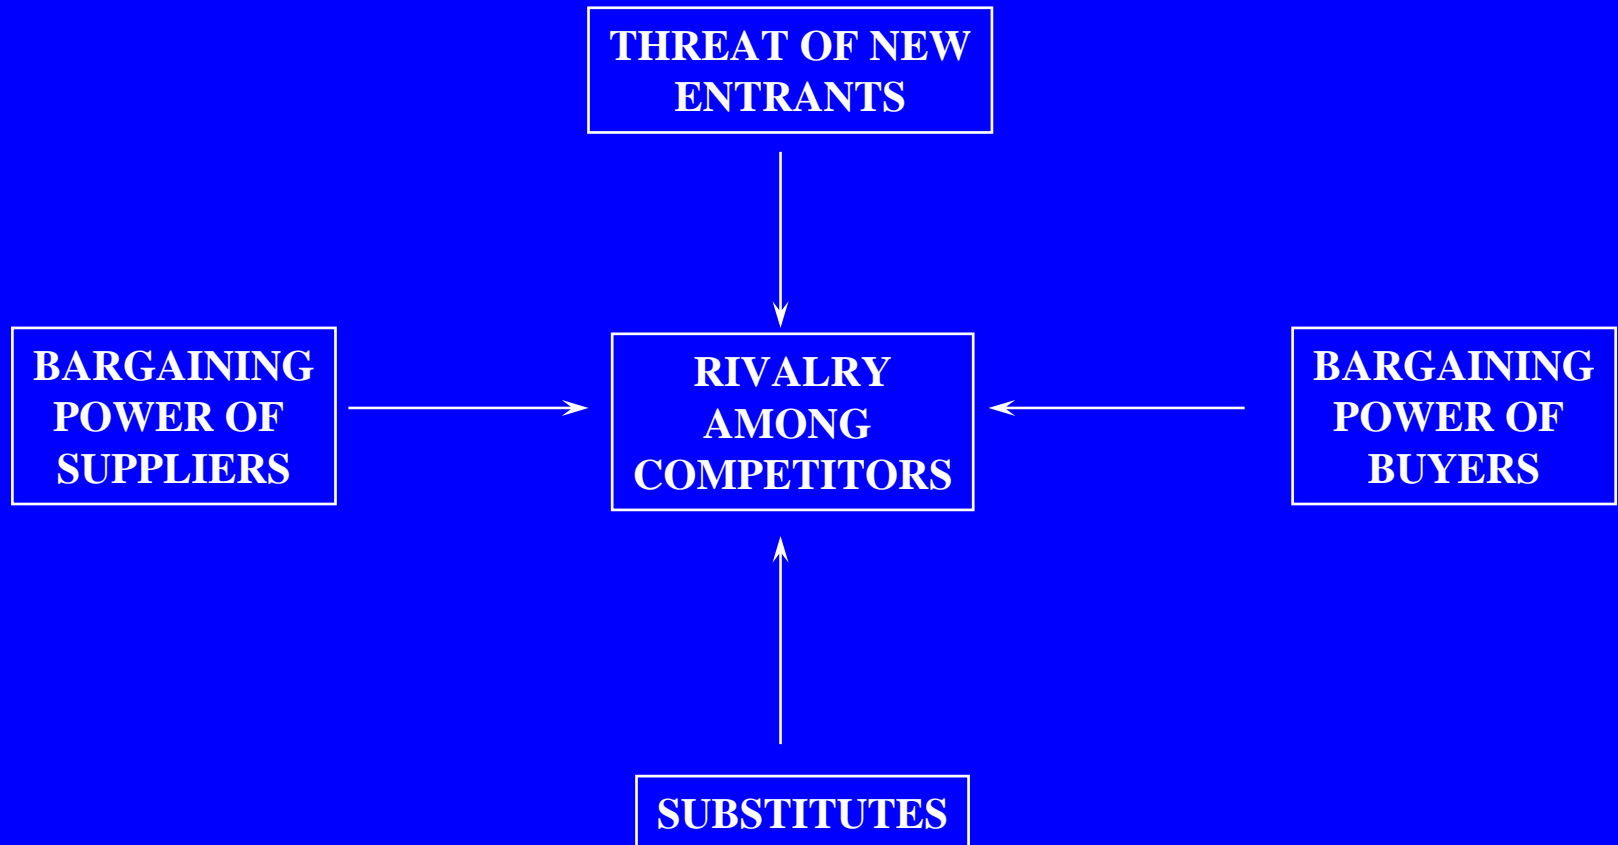 THREAT OF NEW
ENTRANTS
BARGAINING
POWER OF
SUPPLIERS
RIVALRY
AMONG
COMPETITORS
BARGAINING
POWER OF
BUYERS
SUBSTITUTES